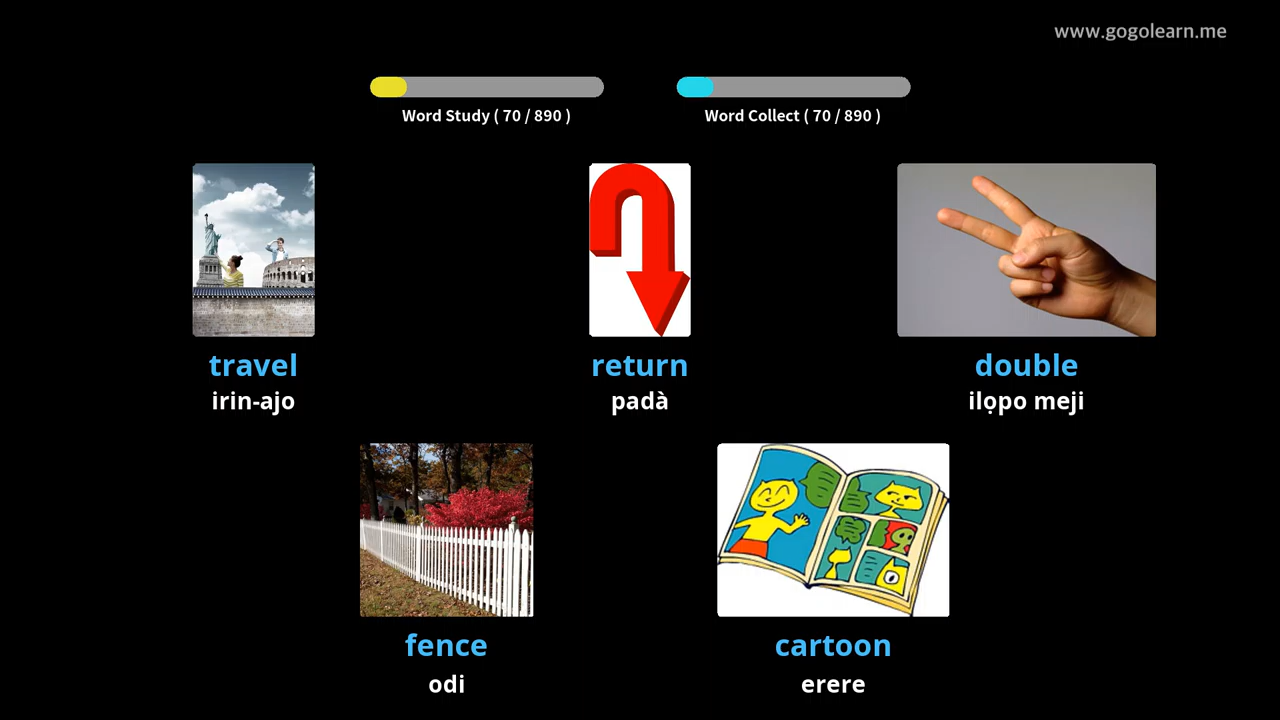 www.gogolearn.me
Word Study ( 70 / 890 )
Word Collect ( 70 / 890 )
travel
irin-ajo
return
padà
double
ilọpo meji
fence
odi
cartoon
erere